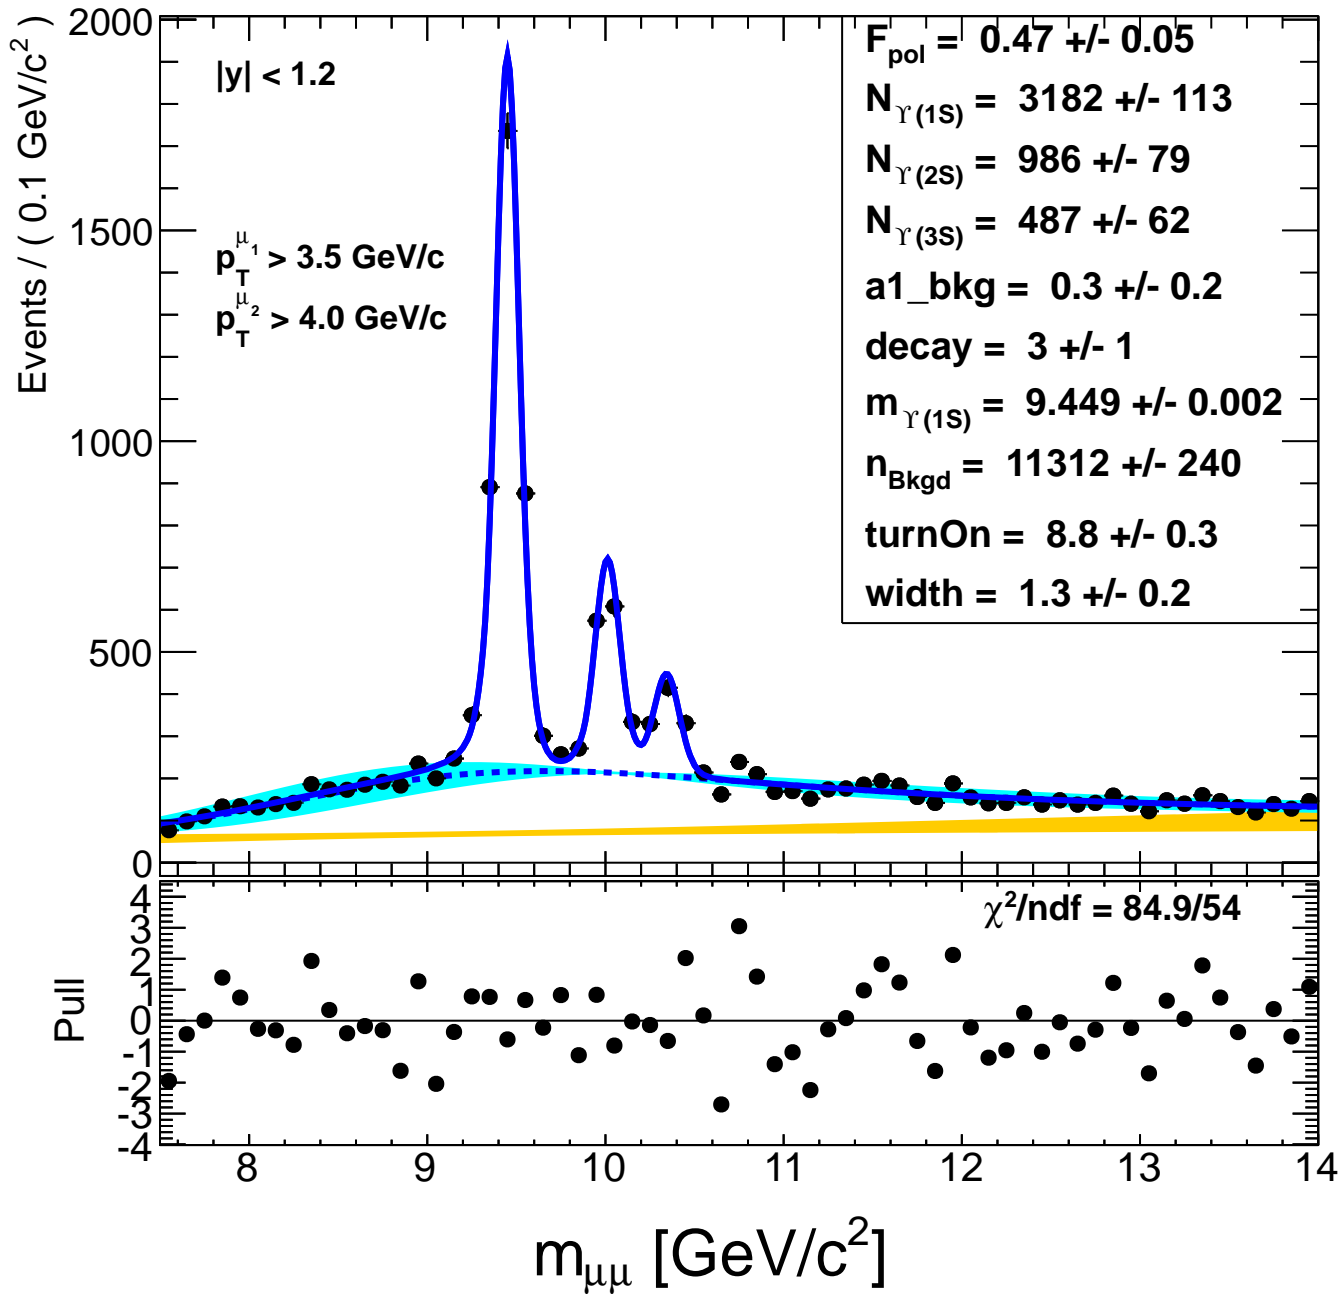 Events / ( 0.1 GeV/c² )
2000
1500
1000
500
0
|y| < 1.2
p_T^μ₁ > 3.5 GeV/c
p_T^μ₂ > 4.0 GeV/c
F_pol = 0.47 +/- 0.05
N_ϒ(1S) = 3182 +/- 113
N_ϒ(2S) = 986 +/- 79
N_ϒ(3S) = 487 +/- 62
a1_bkg = 0.3 +/- 0.2
decay = 3 +/- 1
m_ϒ(1S) = 9.449 +/- 0.002
n_Bkgd = 11312 +/- 240
turnOn = 8.8 +/- 0.3
width = 1.3 +/- 0.2
Pull
4
3
2
1
0
-1
-2
-3
-4
χ²/ndf = 84.9/54
8 9 10 11 12 13 14
m_μμ [GeV/c²]